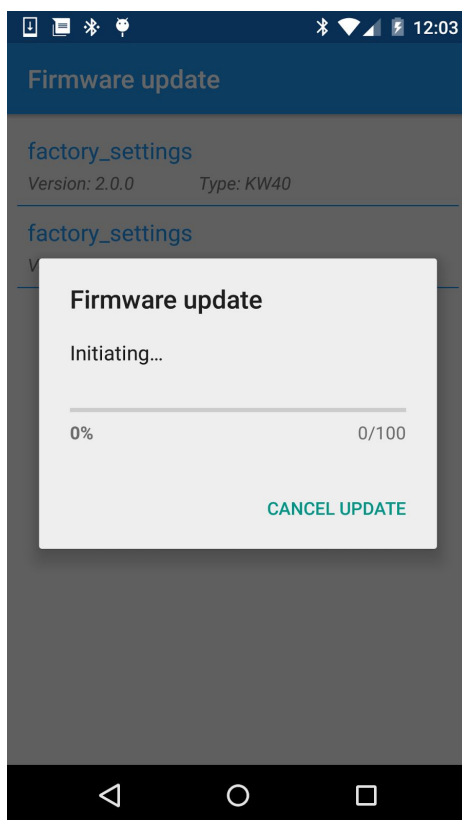 12:03
Firmware update
factory_settings
Version: 2.0.0 Type: KW40
factory_settings
V
Firmware update
Initiating...
0% 0/100
CANCEL UPDATE